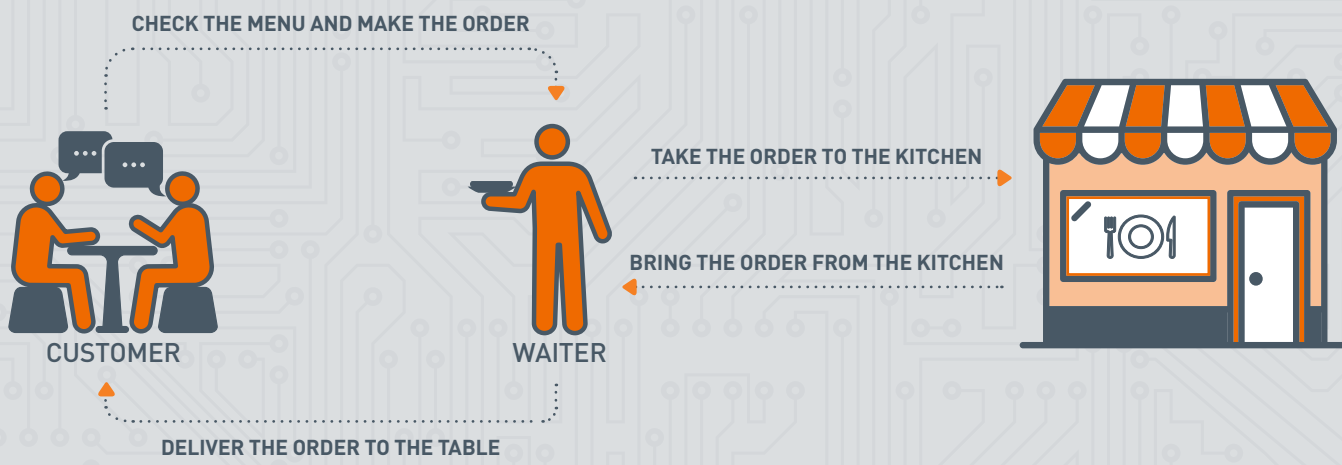 CHECK THE MENU AND MAKE THE ORDER
TAKE THE ORDER TO THE KITCHEN
BRING THE ORDER FROM THE KITCHEN
CUSTOMER
WAITER
DELIVER THE ORDER TO THE TABLE